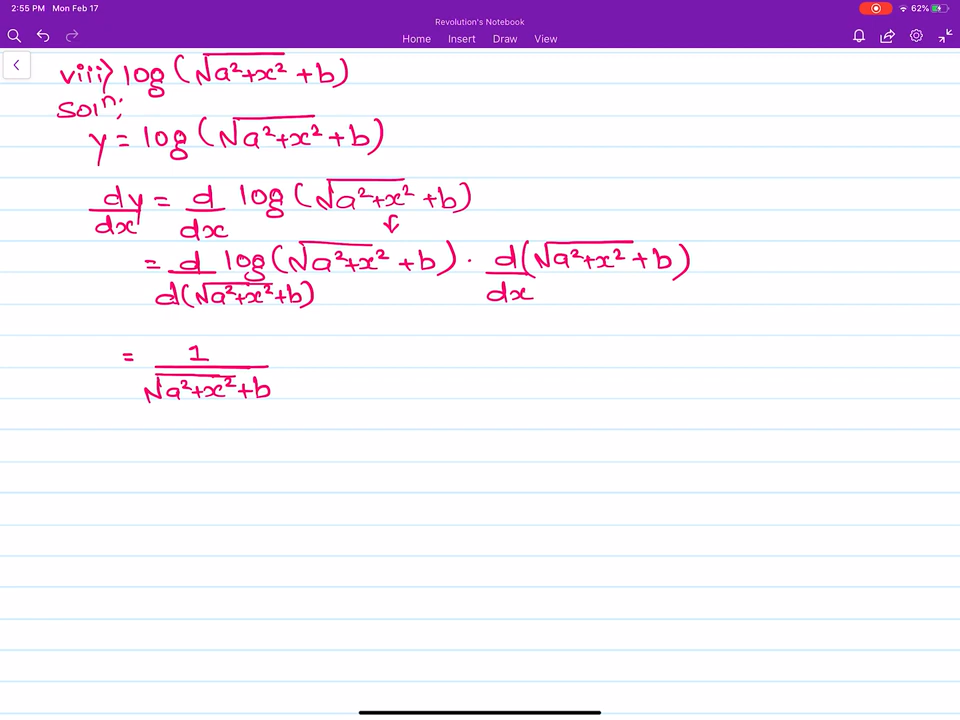 2:55 PM Mon Feb 17
62%
Revolution's Notebook
Home Insert Draw View
viii) log(√a²+x² + b)
Solⁿ:
y = log(√a²+x² + b)
dy/dx = d/dx log(√a²+x² + b)
= d/d(√a²+x²+b) log(√a²+x² + b) · d/dx (√a²+x² + b)
= 1/√a²+x²+b